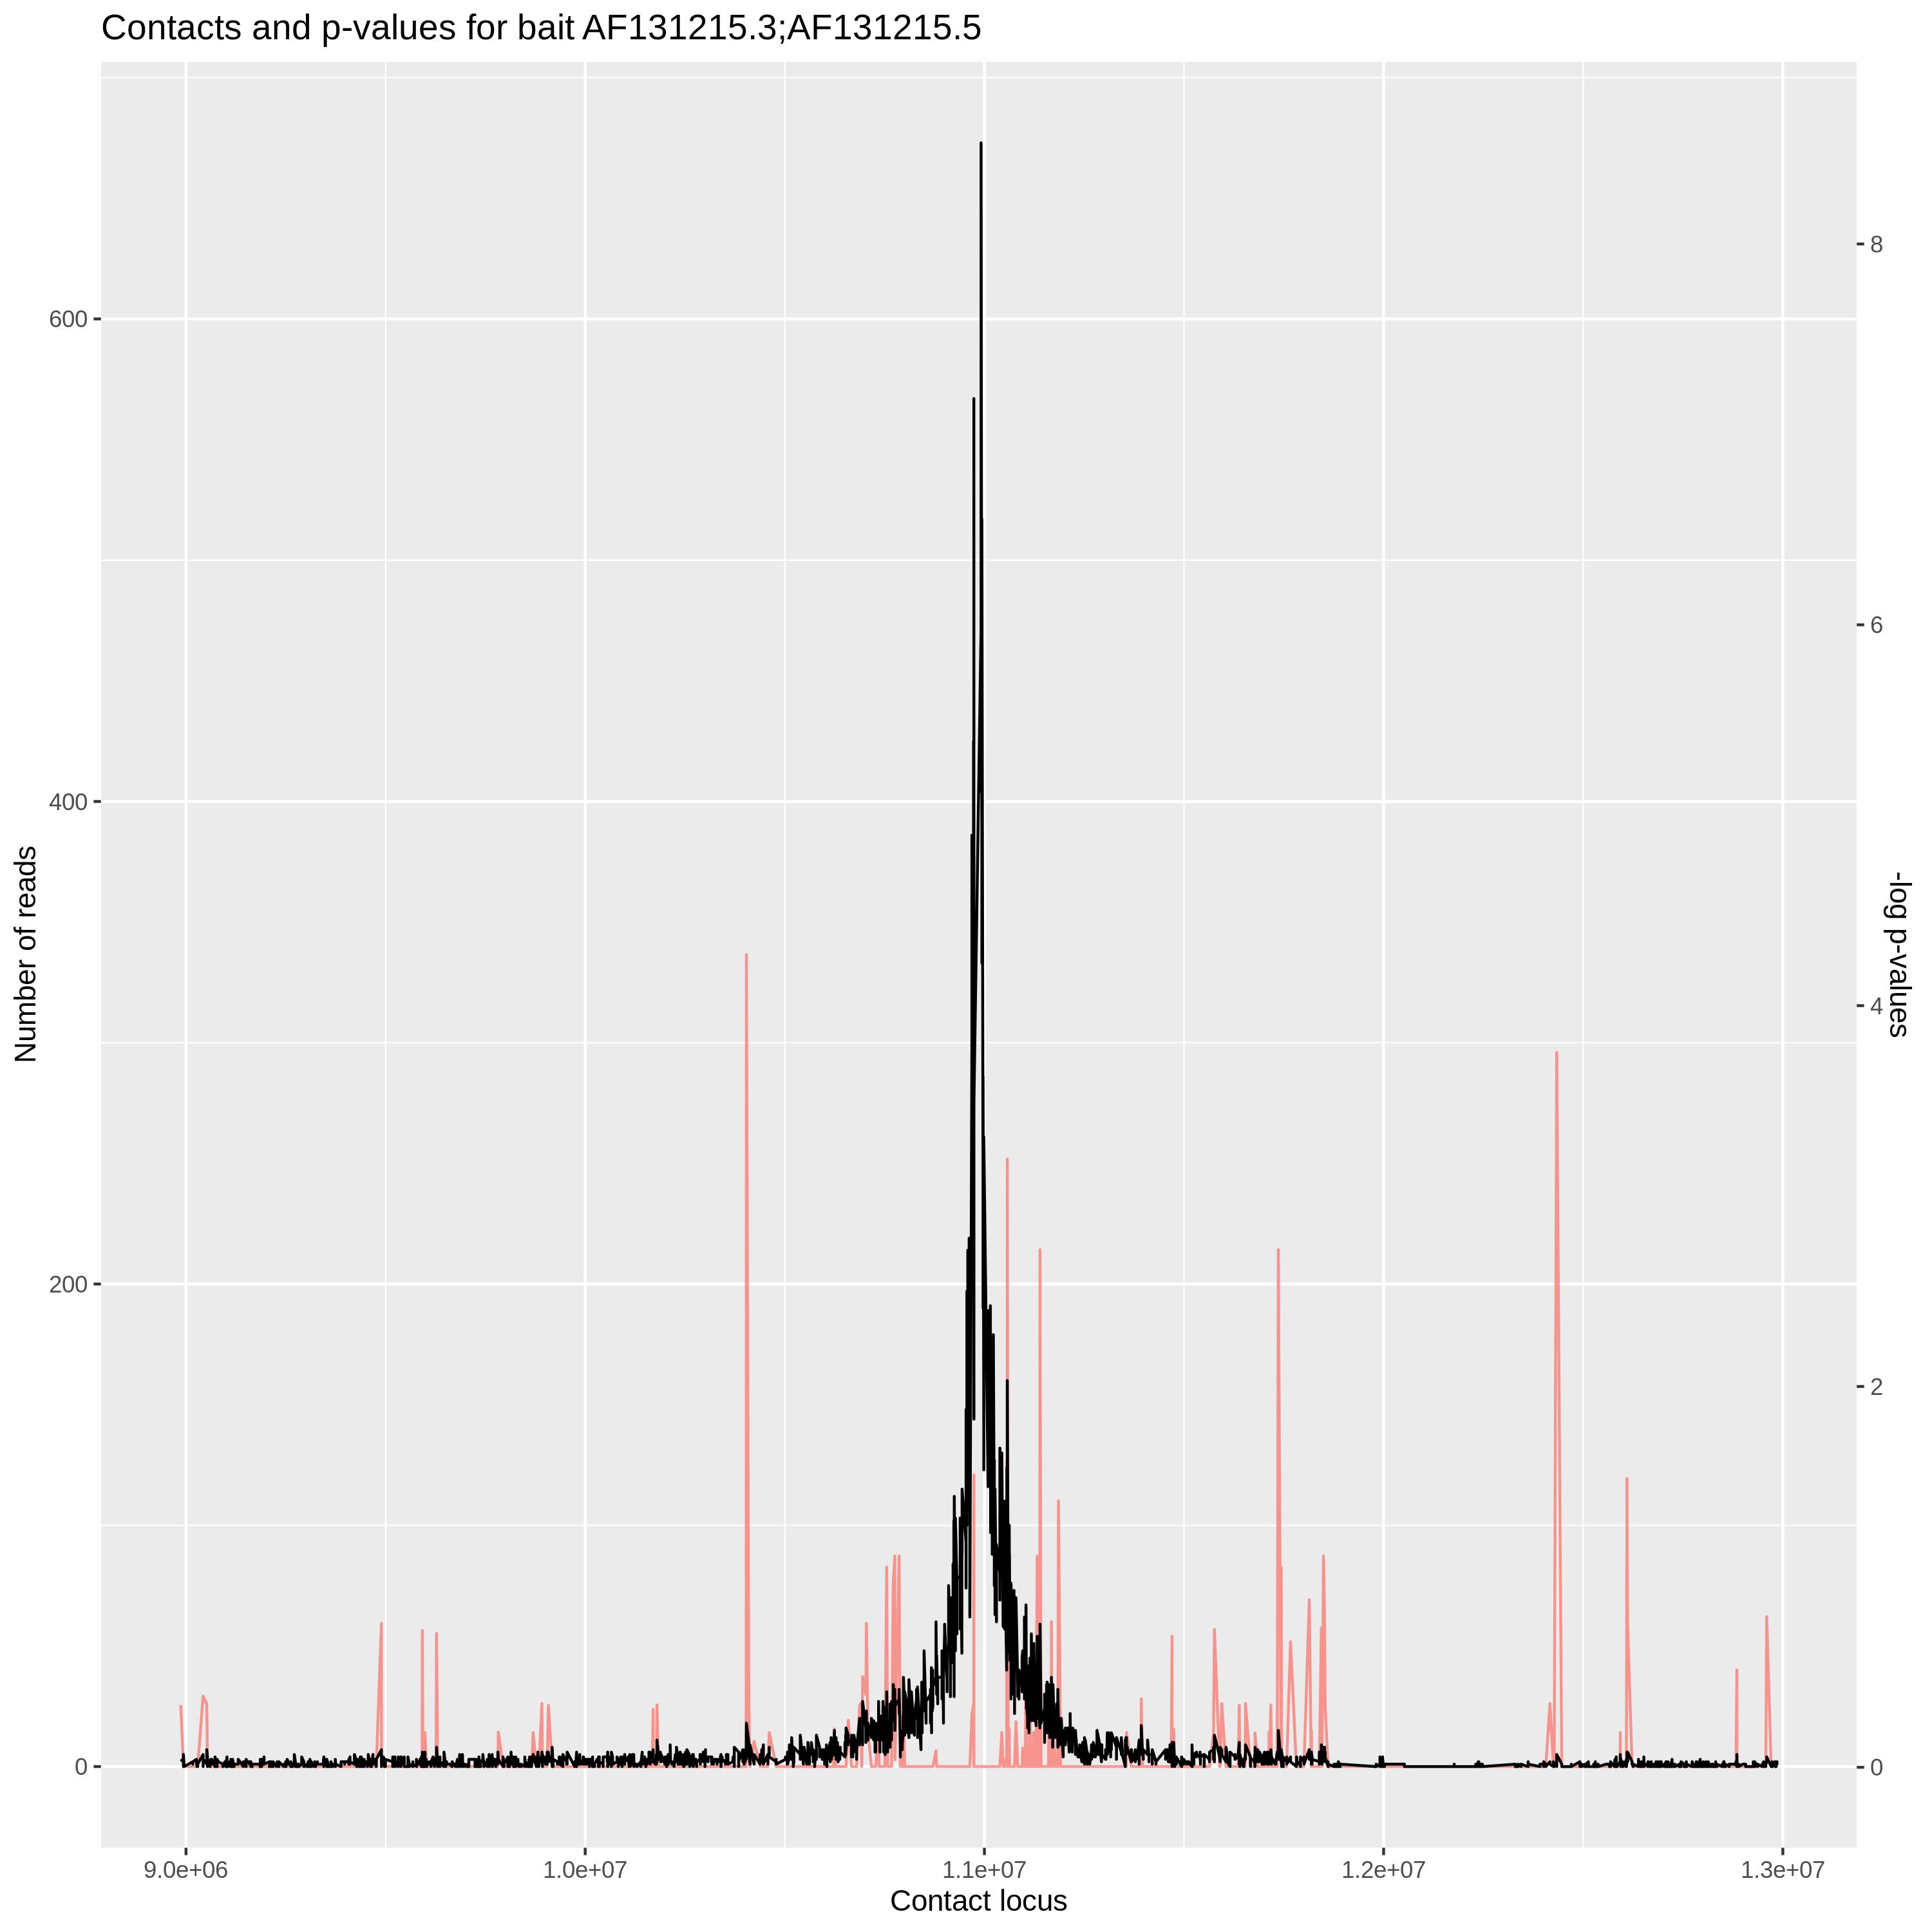 Contacts and p-values for bait AF131215.3;AF131215.5
600
400
200
0
Number of reads
8
6
4
2
0
-log p-values
9.0e+06
1.0e+07
1.1e+07
1.2e+07
1.3e+07
Contact locus